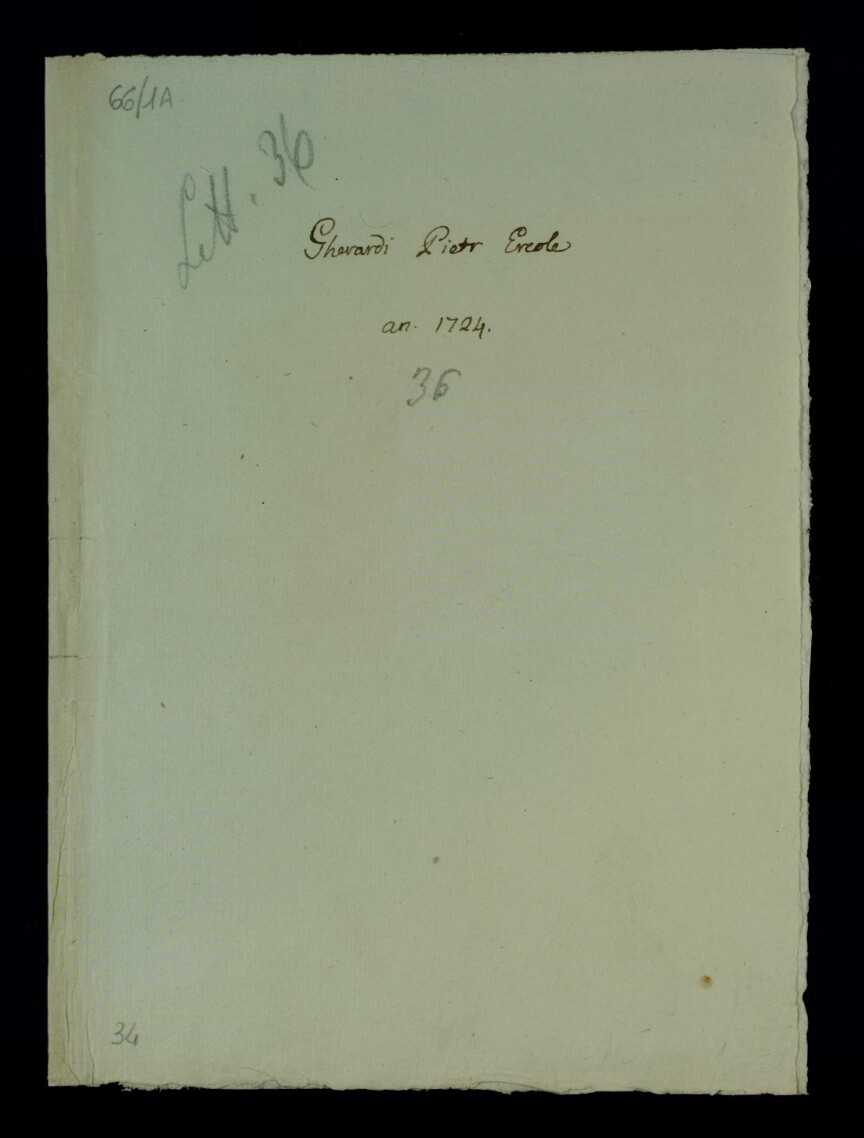 66/1A
Lett. 36
Gherardi Pietr Ercole
an. 1724.
36
34